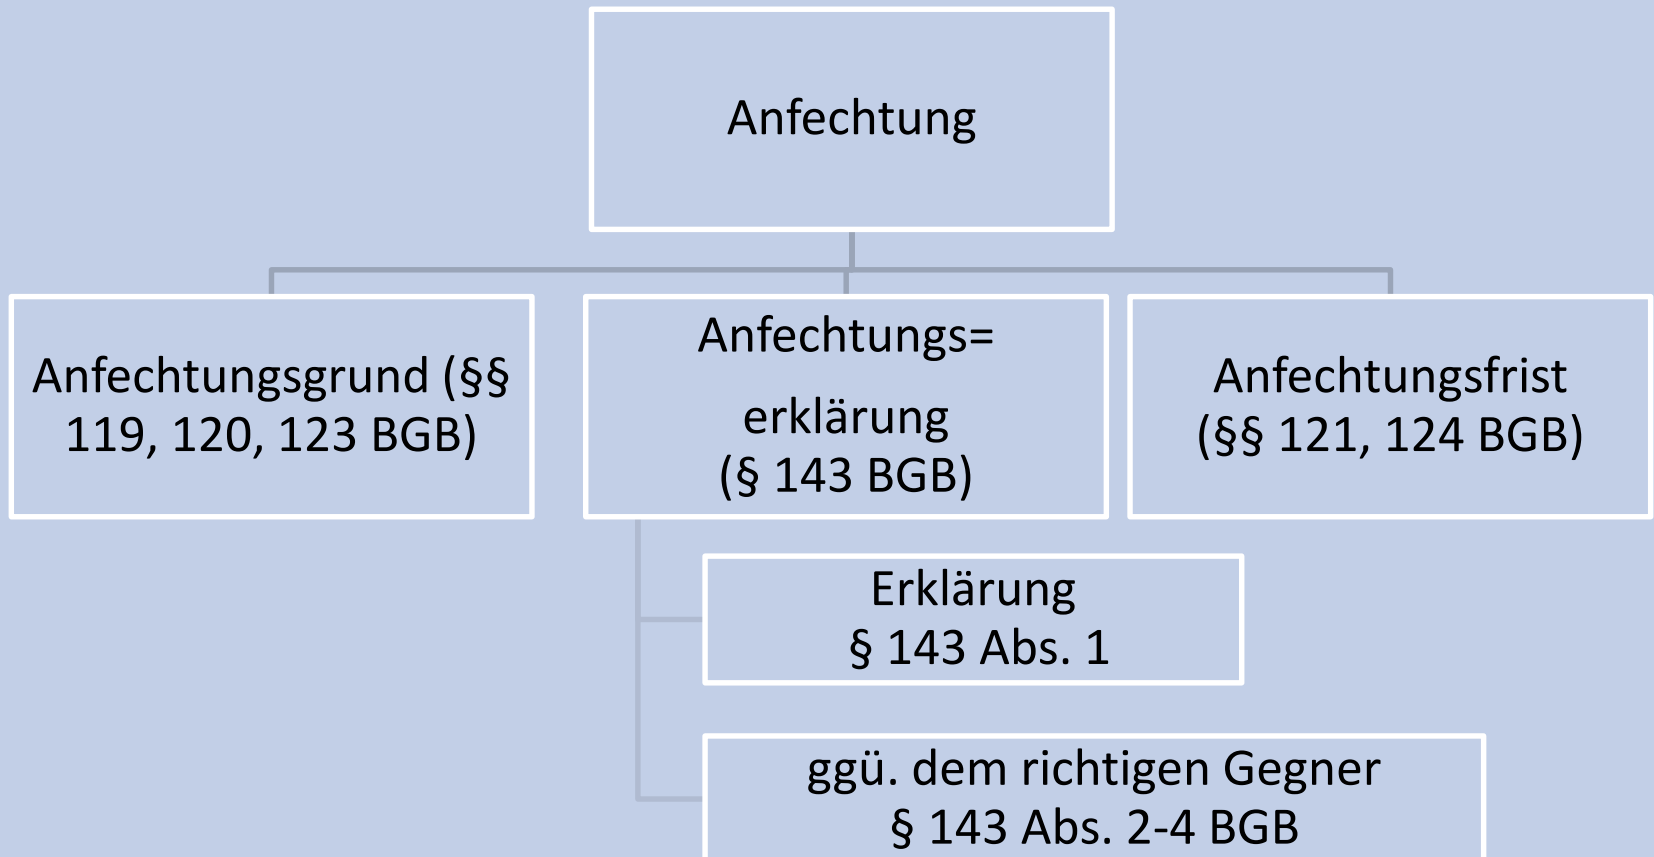 Anfechtung
Anfechtungsgrund (§§
119, 120, 123 BGB)
Anfechtungs=
erklärung
(§ 143 BGB)
Anfechtungsfrist
(§§ 121, 124 BGB)
Erklärung
§ 143 Abs. 1
ggü. dem richtigen Gegner
§ 143 Abs. 2-4 BGB